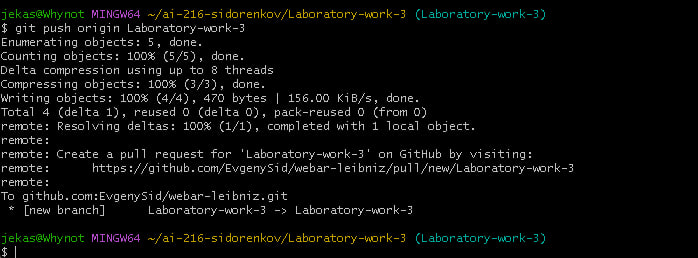 jekas@Whynot MINGW64 ~/ai-216-sidorenkov/Laboratory-work-3 (Laboratory-work-3)
$ git push origin Laboratory-work-3
Enumerating objects: 5, done.
Counting objects: 100% (5/5), done.
Delta compression using up to 8 threads
Compressing objects: 100% (3/3), done.
Writing objects: 100% (4/4), 470 bytes | 156.00 KiB/s, done.
Total 4 (delta 1), reused 0 (delta 0), pack-reused 0 (from 0)
remote: Resolving deltas: 100% (1/1), completed with 1 local object.
remote:
remote: Create a pull request for 'Laboratory-work-3' on GitHub by visiting:
remote:      https://github.com/EvgenySid/webar-leibniz/pull/new/Laboratory-work-3
remote:
To github.com:EvgenySid/webar-leibniz.git
 * [new branch]      Laboratory-work-3 -> Laboratory-work-3
jekas@Whynot MINGW64 ~/ai-216-sidorenkov/Laboratory-work-3 (Laboratory-work-3)
$